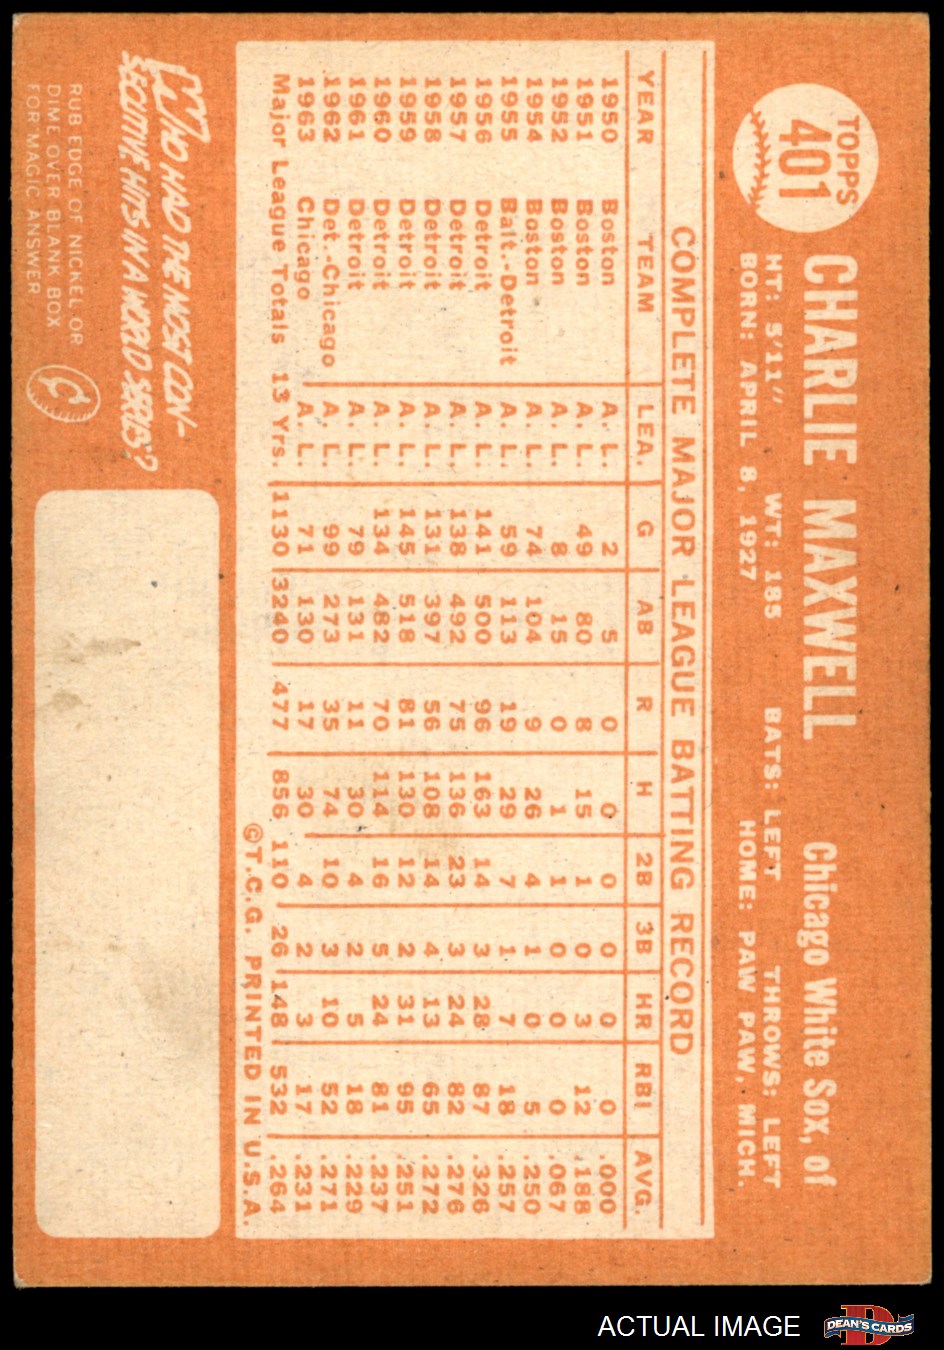 TOPPS
401
CHARLIE MAXWELL Chicago White Sox, of
HT: 5'11" WT: 185 BATS: LEFT THROWS: LEFT
BORN: APRIL 8, 1927 HOME: PAW PAW, MICH.
COMPLETE MAJOR LEAGUE BATTING RECORD
YEAR TEAM LEA. G AB R H 2B 3B HR RBI AVG.
1950 Boston A. L. 2 5 0 0 0 0 0 0 .000
1951 Boston A. L. 49 80 8 15 1 0 3 12 .188
1952 Boston A. L. 8 15 0 1 1 0 0 0 .067
1954 Boston A. L. 74 104 9 26 4 1 0 5 .250
1955 Balt.-Detroit A. L. 59 113 19 29 7 1 7 18 .257
1956 Detroit A. L. 141 500 96 163 14 3 28 87 .326
1957 Detroit A. L. 138 492 75 136 23 3 24 82 .276
1958 Detroit A. L. 131 397 56 108 14 4 13 65 .272
1959 Detroit A. L. 145 518 81 130 12 2 31 95 .251
1960 Detroit A. L. 134 482 70 114 16 5 24 81 .237
1961 Detroit A. L. 79 131 11 30 4 2 5 18 .229
1962 Det.-Chicago A. L. 99 273 35 74 10 3 10 52 .271
1963 Chicago A. L. 71 130 17 30 4 2 3 17 .231
Major League Totals 13 Yrs. 1130 3240 477 856 110 26 148 532 .264
©T.C.G. PRINTED IN U.S.A.
WHO HAD THE MOST CON-
SECUTIVE HITS IN A WORLD SERIES?
RUB EDGE OF NICKEL OR
DIME OVER BLANK BOX
FOR MAGIC ANSWER
ACTUAL IMAGE
DEAN'S CARDS